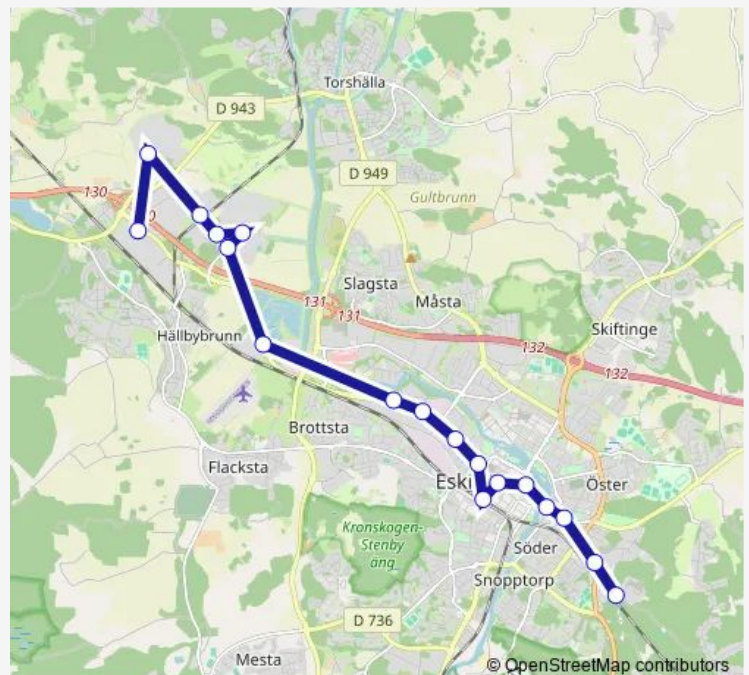 Torshälla
D 943
D 949
130
Gultbrunn
Slagsta
131
131
Måsta
Skiftinge
132
132
Hällbybrunn
Brottsta
Flacksta
Eski
Öster
Kronskogen-
Stenby
äng
Söder
Snopptorp
D 736
Mesta
© OpenStreetMap contributors